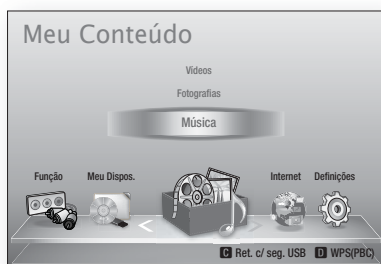 Meu Conteúdo
Vídeos
Fotografias
Música
Função Meu Dispos. Internet Definições
C Ret. c/ seg. USB D WPS(PBC)